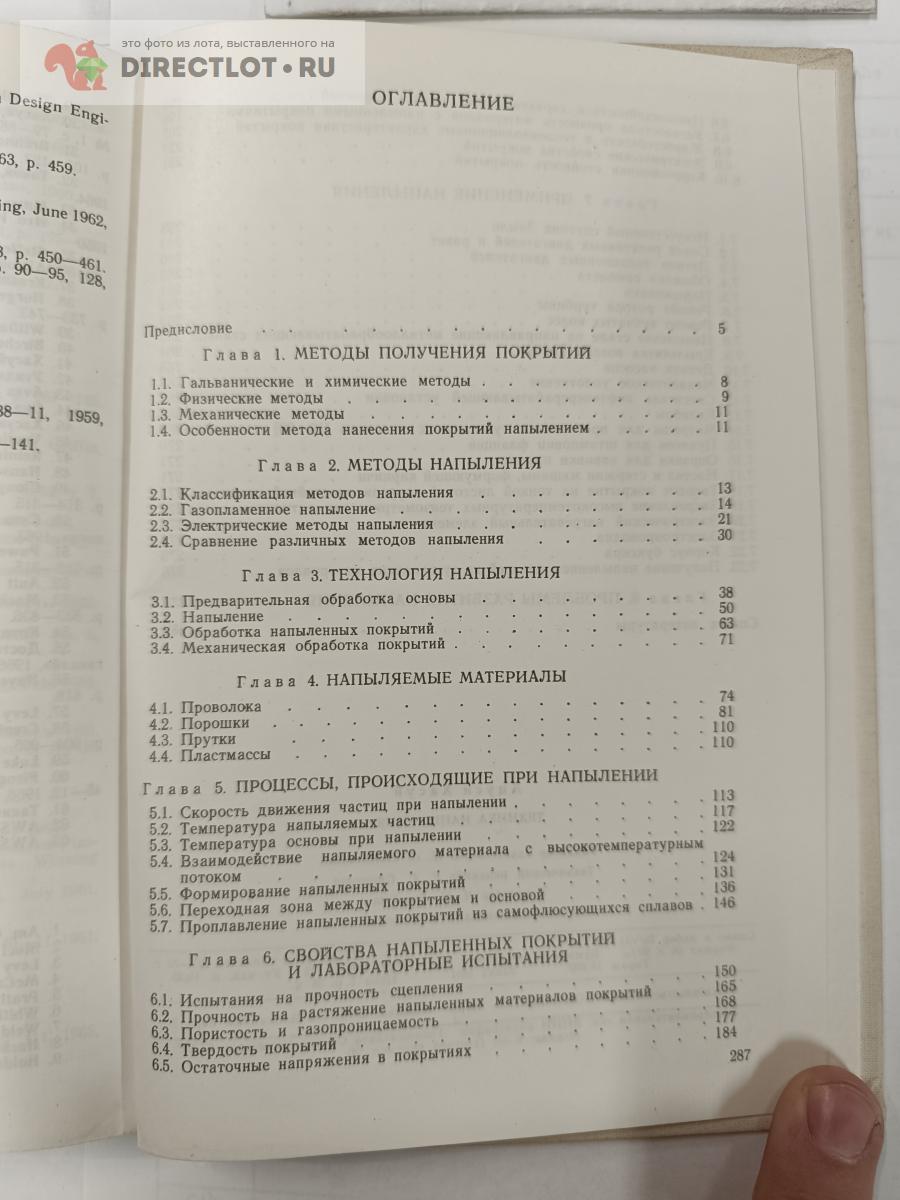 это фото из лота, выставленного на
DIRECTLOT•RU
Design Engi-
63, p. 459.
ing, June 1962,
p. 450—461.
90—95, 128,
38—11, 1959,
—141.
ОГЛАВЛЕНИЕ
Предисловие . . . . . . . . . . . . . . . 5
Глава 1. МЕТОДЫ ПОЛУЧЕНИЯ ПОКРЫТИЙ
1.1. Гальванические и химические методы . . . . . . . . . 8
1.2. Физические методы . . . . . . . . . . . . . 9
1.3. Механические методы . . . . . . . . . . . . . 11
1.4. Особенности метода нанесения покрытий напылением . . . . . 11
Глава 2. МЕТОДЫ НАПЫЛЕНИЯ
2.1. Классификация методов напыления . . . . . . . . . 13
2.2. Газопламенное напыление . . . . . . . . . . . . 14
2.3. Электрические методы напыления . . . . . . . . . . 21
2.4. Сравнение различных методов напыления . . . . . . . 30
Глава 3. ТЕХНОЛОГИЯ НАПЫЛЕНИЯ
3.1. Предварительная обработка основы . . . . . . . . . 38
3.2. Напыление . . . . . . . . . . . . . . . 50
3.3. Обработка напыленных покрытий . . . . . . . . . . 63
3.4. Механическая обработка покрытий . . . . . . . . . . 71
Глава 4. НАПЫЛЯЕМЫЕ МАТЕРИАЛЫ
4.1. Проволока . . . . . . . . . . . . . . . 74
4.2. Порошки . . . . . . . . . . . . . . . . 81
4.3. Прутки . . . . . . . . . . . . . . . 110
4.4. Пластмассы . . . . . . . . . . . . . . . 110
Глава 5. ПРОЦЕССЫ, ПРОИСХОДЯЩИЕ ПРИ НАПЫЛЕНИИ
5.1. Скорость движения частиц при напылении . . . . . . . . 113
5.2. Температура напыляемых частиц . . . . . . . . . . 117
5.3. Температура основы при напылении . . . . . . . . . 122
5.4. Взаимодействие напыляемого материала с высокотемпературным
потоком . . . . . . . . . . . . . . . 124
5.5. Формирование напыленных покрытий . . . . . . . . . 131
5.6. Переходная зона между покрытием и основой . . . . . . 136
5.7. Проплавление напыленных покрытий из самофлюсующихся сплавов . 146
Глава 6. СВОЙСТВА НАПЫЛЕННЫХ ПОКРЫТИЙ
И ЛАБОРАТОРНЫЕ ИСПЫТАНИЯ
6.1. Испытания на прочность сцепления . . . . . . . . . 150
6.2. Прочность на растяжение напыленных материалов покрытий . . 165
6.3. Пористость и газопроницаемость . . . . . . . . . . 168
6.4. Твердость покрытий . . . . . . . . . . . . . 177
6.5. Остаточные напряжения в покрытиях . . . . . . . . . 184
287